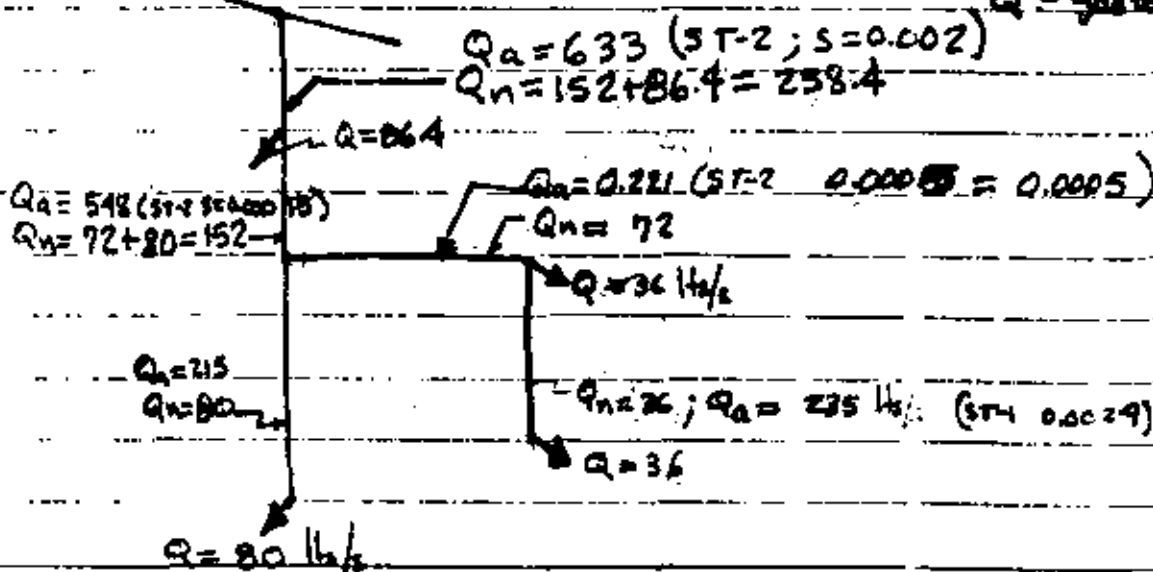 Qa = 633 (ST-2 ; S = 0.002)
Qn = 152+86.4 = 238.4
Q = 86.4
Qa = 0.221 (ST-2 = 0.0005)
Qn = 72
Qa = 548
Qn = 72+80 = 152
Q = 36 lts/s
Qa = 215
Qn = 80
Qn = 36 ; Qa = 235 lts/s (ST-1 0.0029)
Q = 36
Q = 80 lts/s